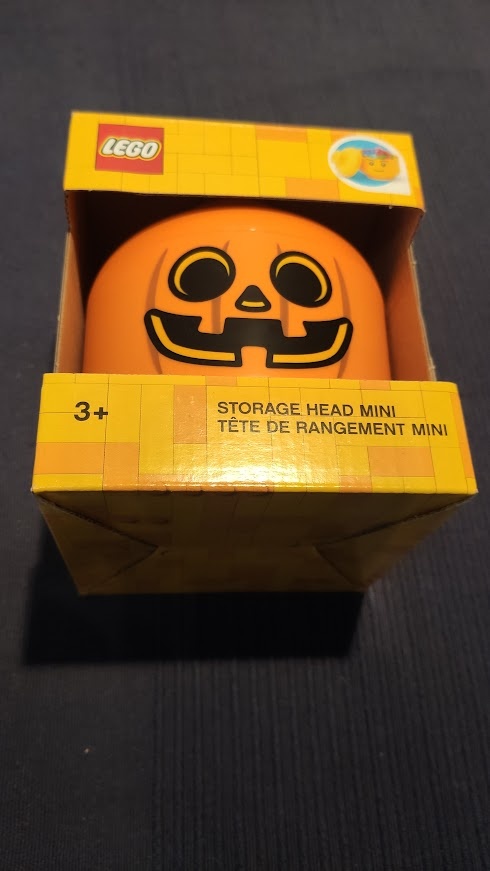 LEGO
3+
STORAGE HEAD MINI
TÊTE DE RANGEMENT MINI